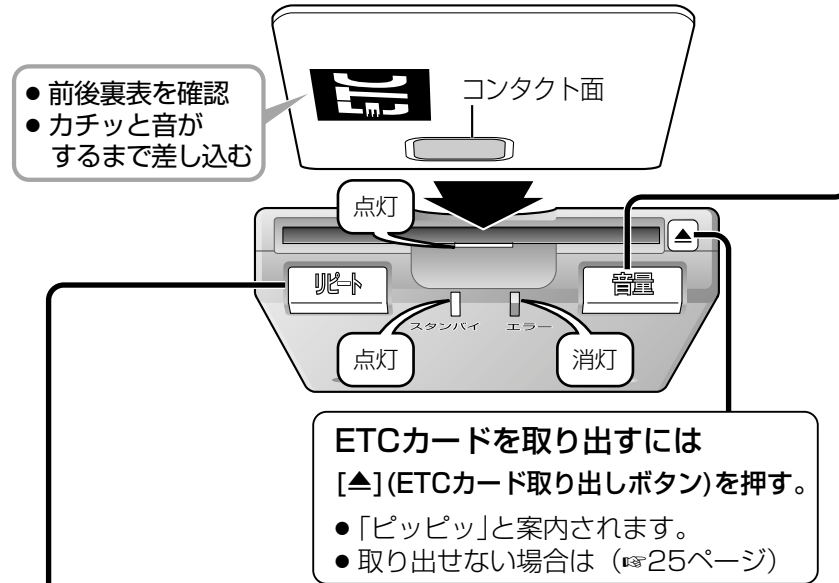 ● 前後裏表を確認
● カチッと音が
するまで差し込む
ETC
コンタクト面
点灯
リピート
音量
スタンバイ
エラー
点灯
消灯
ETCカードを取り出すには
[▲](ETCカード取り出しボタン)を押す。
● 「ピッピッ」と案内されます。
● 取り出せない場合は (☞25ページ)